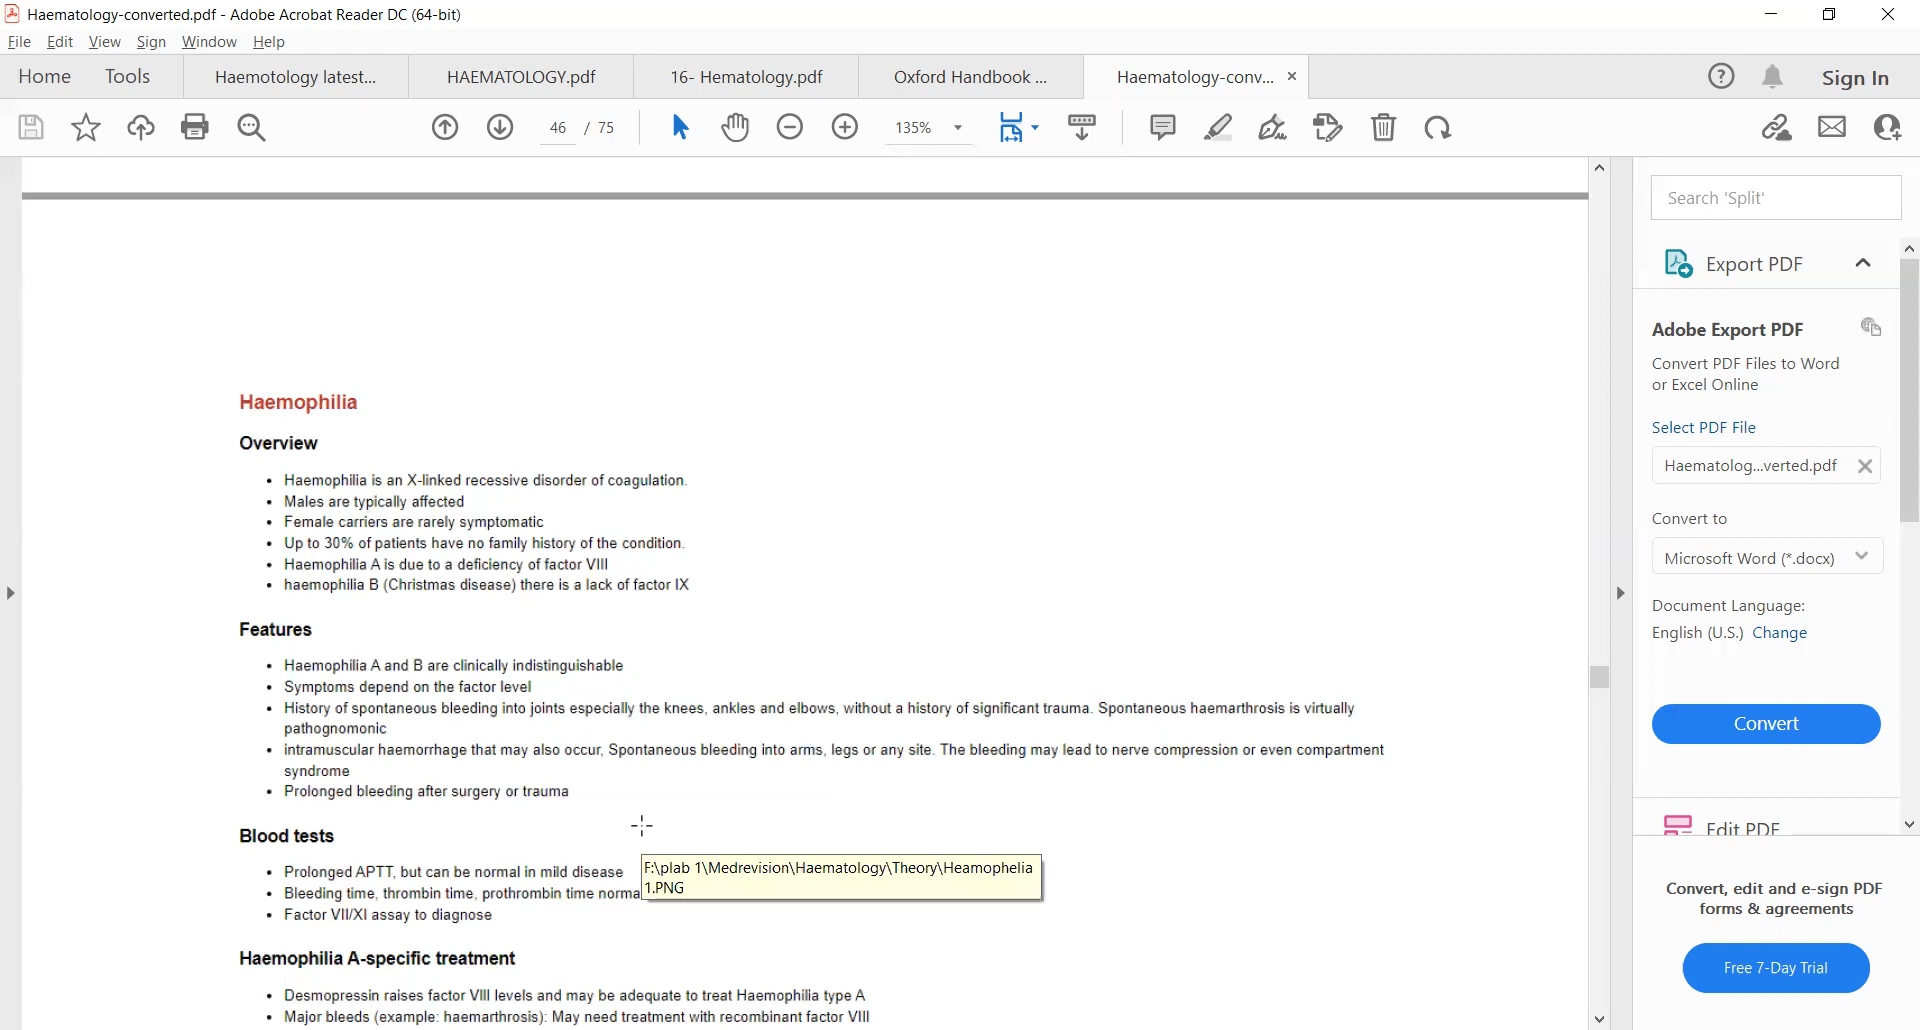 Haematology-converted.pdf - Adobe Acrobat Reader DC (64-bit)
File Edit View Sign Window Help
Home Tools Haemotology latest... HAEMATOLOGY.pdf 16- Hematology.pdf Oxford Handbook ... Haematology-conv... × Sign In
46 / 75 135%
Search 'Split'
Export PDF
Adobe Export PDF
Convert PDF Files to Word
or Excel Online
Select PDF File
Haematolog...verted.pdf
Convert to
Microsoft Word (*.docx)
Document Language:
English (U.S.) Change
Convert
Edit PDF
Convert, edit and e-sign PDF
forms & agreements
Free 7-Day Trial
Haemophilia
Overview
• Haemophilia is an X-linked recessive disorder of coagulation.
• Males are typically affected
• Female carriers are rarely symptomatic
• Up to 30% of patients have no family history of the condition.
• Haemophilia A is due to a deficiency of factor VIII
• haemophilia B (Christmas disease) there is a lack of factor IX
Features
• Haemophilia A and B are clinically indistinguishable
• Symptoms depend on the factor level
• History of spontaneous bleeding into joints especially the knees, ankles and elbows, without a history of significant trauma. Spontaneous haemarthrosis is virtually
pathognomonic
• intramuscular haemorrhage that may also occur, Spontaneous bleeding into arms, legs or any site. The bleeding may lead to nerve compression or even compartment
syndrome
• Prolonged bleeding after surgery or trauma
Blood tests
• Prolonged APTT, but can be normal in mild disease
• Bleeding time, thrombin time, prothrombin time norma
• Factor VII/XI assay to diagnose
F:\plab 1\Medrevision\Haematology\Theory\Heamophelia
1.PNG
Haemophilia A-specific treatment
• Desmopressin raises factor VIII levels and may be adequate to treat Haemophilia type A
• Major bleeds (example: haemarthrosis): May need treatment with recombinant factor VIII